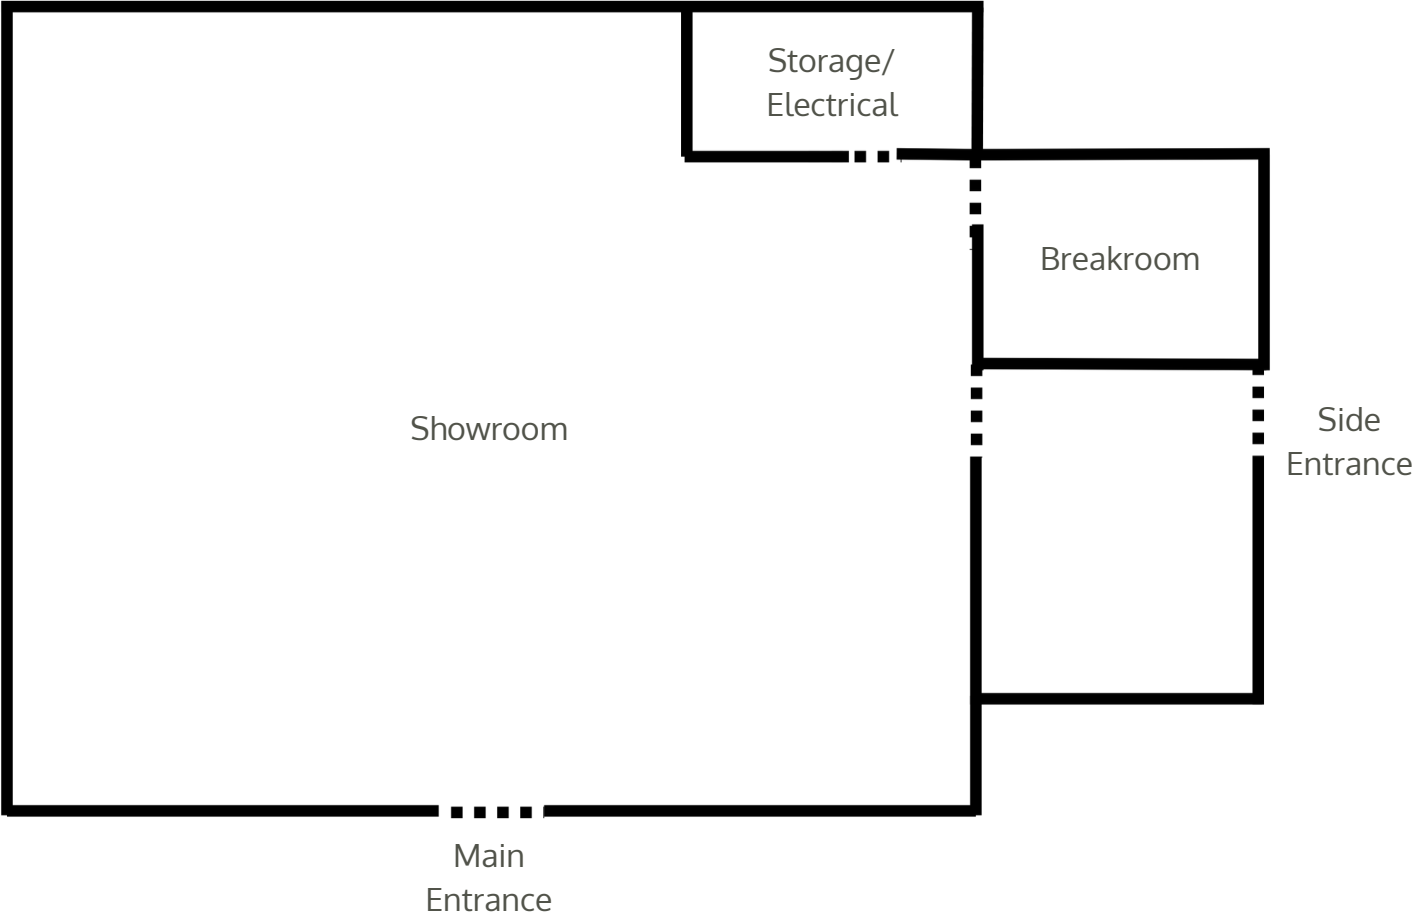 Storage/
Electrical
Breakroom
Showroom
Side
Entrance
Main
Entrance